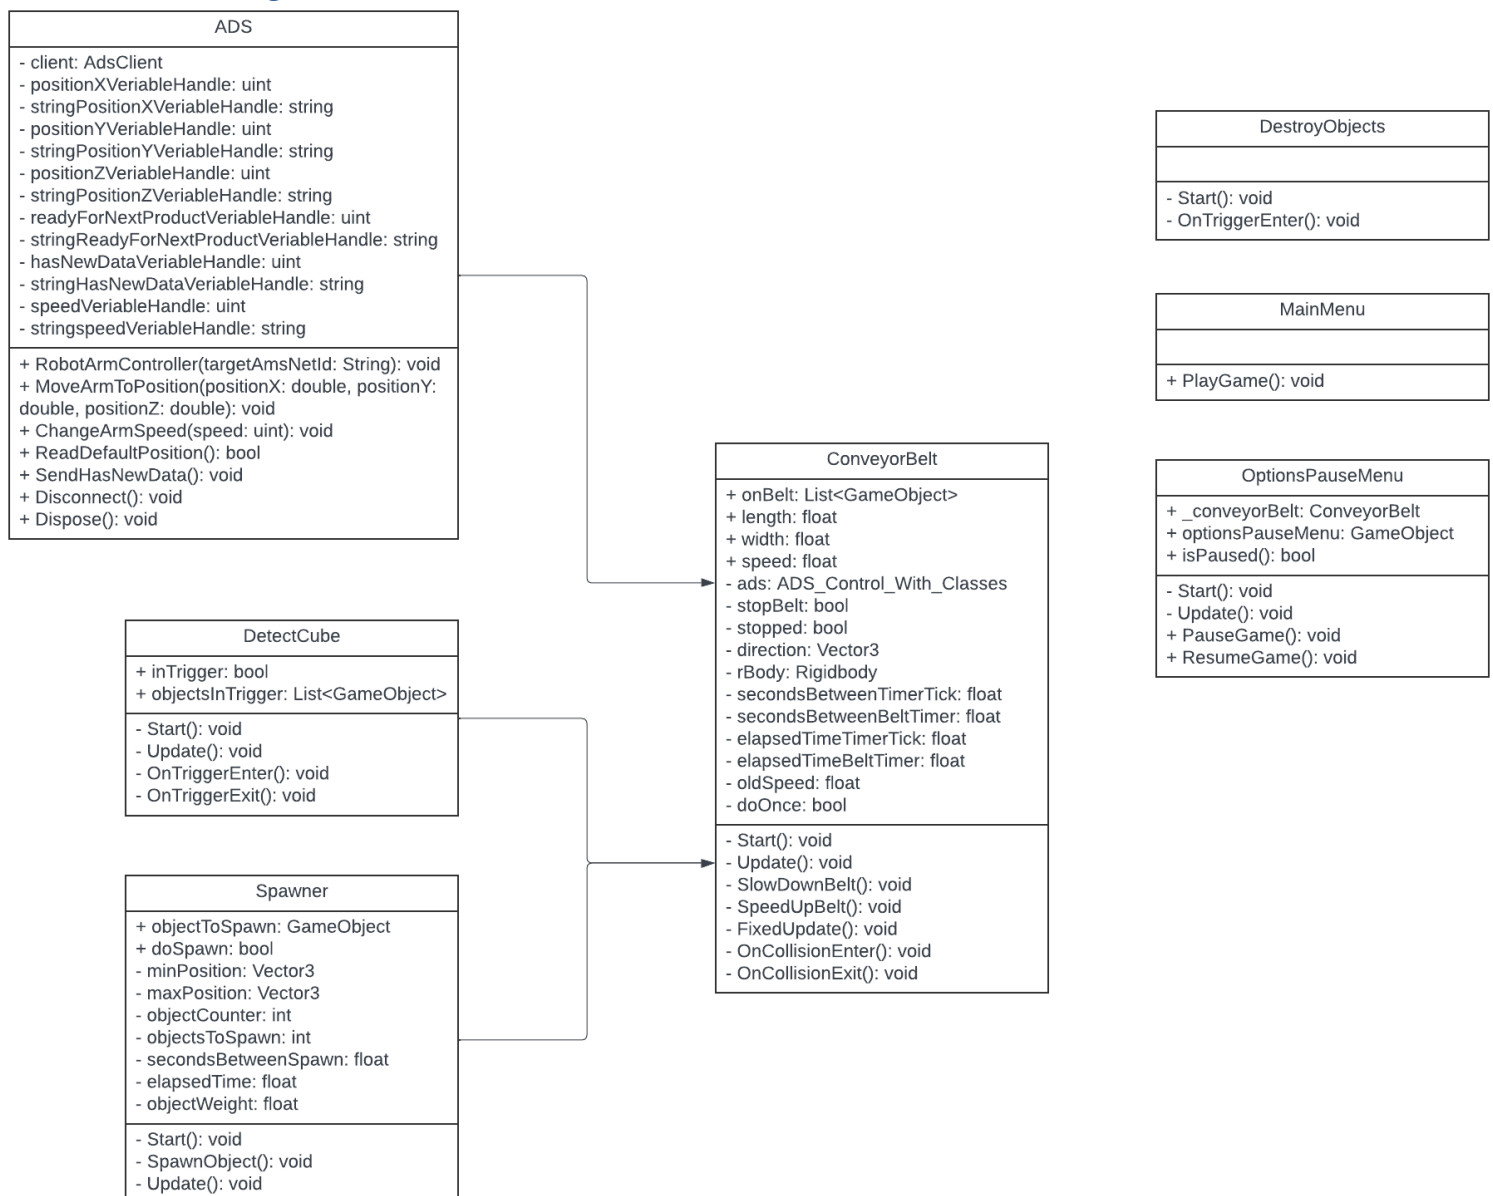 ADS
- client: AdsClient
- positionXVeriableHandle: uint
- stringPositionXVeriableHandle: string
- positionYVeriableHandle: uint
- stringPositionYVeriableHandle: string
- positionZVeriableHandle: uint
- stringPositionZVeriableHandle: string
- readyForNextProductVeriableHandle: uint
- stringReadyForNextProductVeriableHandle: string
- hasNewDataVeriableHandle: uint
- stringHasNewDataVeriableHandle: string
- speedVeriableHandle: uint
- stringspeedVeriableHandle: string
+ RobotArmController(targetAmsNetId: String): void
+ MoveArmToPosition(positionX: double, positionY:
double, positionZ: double): void
+ ChangeArmSpeed(speed: uint): void
+ ReadDefaultPosition(): bool
+ SendHasNewData(): void
+ Disconnect(): void
+ Dispose(): void
DetectCube
+ inTrigger: bool
+ objectsInTrigger: List<GameObject>
- Start(): void
- Update(): void
- OnTriggerEnter(): void
- OnTriggerExit(): void
Spawner
+ objectToSpawn: GameObject
+ doSpawn: bool
- minPosition: Vector3
- maxPosition: Vector3
- objectCounter: int
- objectsToSpawn: int
- secondsBetweenSpawn: float
- elapsedTime: float
- objectWeight: float
- Start(): void
- SpawnObject(): void
- Update(): void
ConveyorBelt
+ onBelt: List<GameObject>
+ length: float
+ width: float
+ speed: float
- ads: ADS_Control_With_Classes
- stopBelt: bool
- stopped: bool
- direction: Vector3
- rBody: Rigidbody
- secondsBetweenTimerTick: float
- secondsBetweenBeltTimer: float
- elapsedTimeTimerTick: float
- elapsedTimeBeltTimer: float
- oldSpeed: float
- doOnce: bool
- Start(): void
- Update(): void
- SlowDownBelt(): void
- SpeedUpBelt(): void
- FixedUpdate(): void
- OnCollisionEnter(): void
- OnCollisionExit(): void
DestroyObjects
- Start(): void
- OnTriggerEnter(): void
MainMenu
+ PlayGame(): void
OptionsPauseMenu
+ _conveyorBelt: ConveyorBelt
+ optionsPauseMenu: GameObject
+ isPaused(): bool
- Start(): void
- Update(): void
+ PauseGame(): void
+ ResumeGame(): void